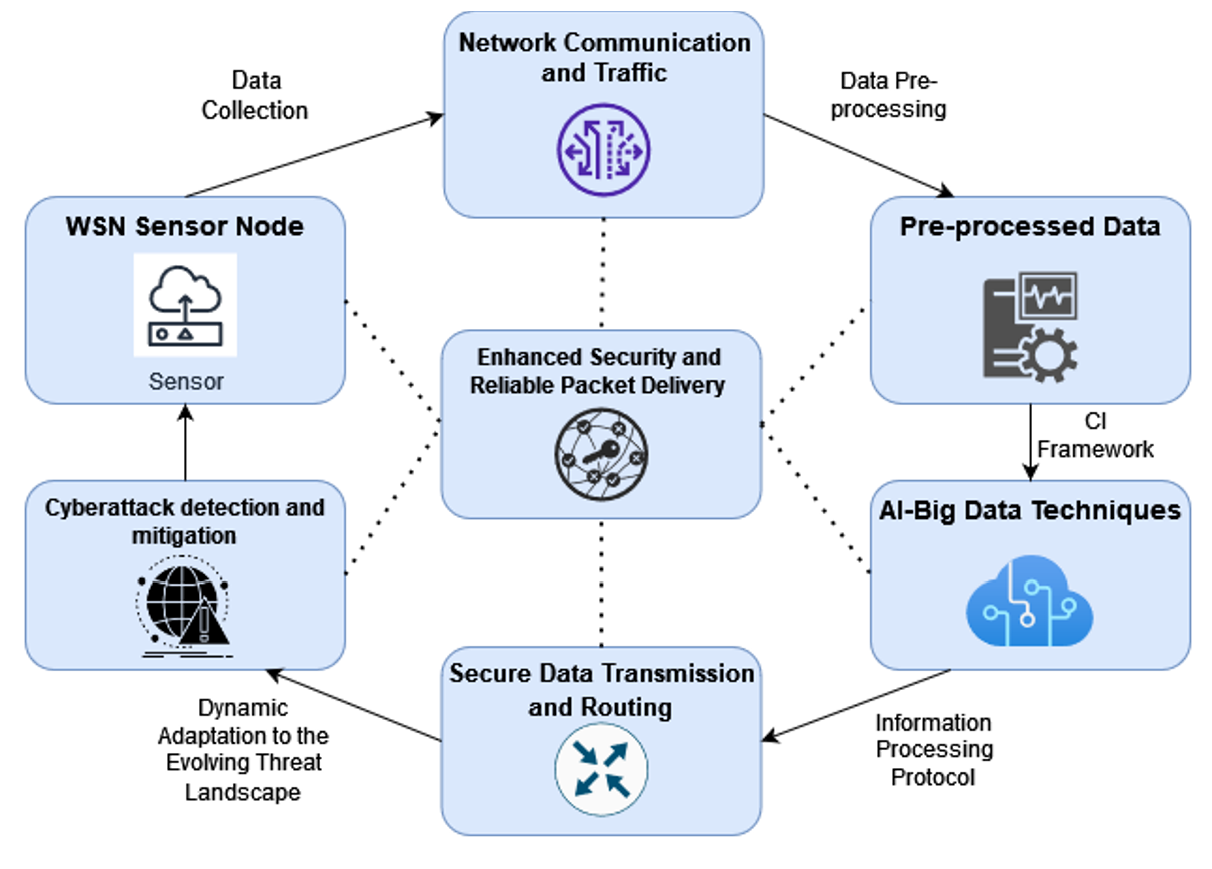 Network Communication
and Traffic
Data
Collection
Data Pre-
processing
WSN Sensor Node
Sensor
Pre-processed Data
Enhanced Security and
Reliable Packet Delivery
CI
Framework
Cyberattack detection and
mitigation
AI-Big Data Techniques
Secure Data Transmission
and Routing
Dynamic
Adaptation to the
Evolving Threat
Landscape
Information
Processing
Protocol